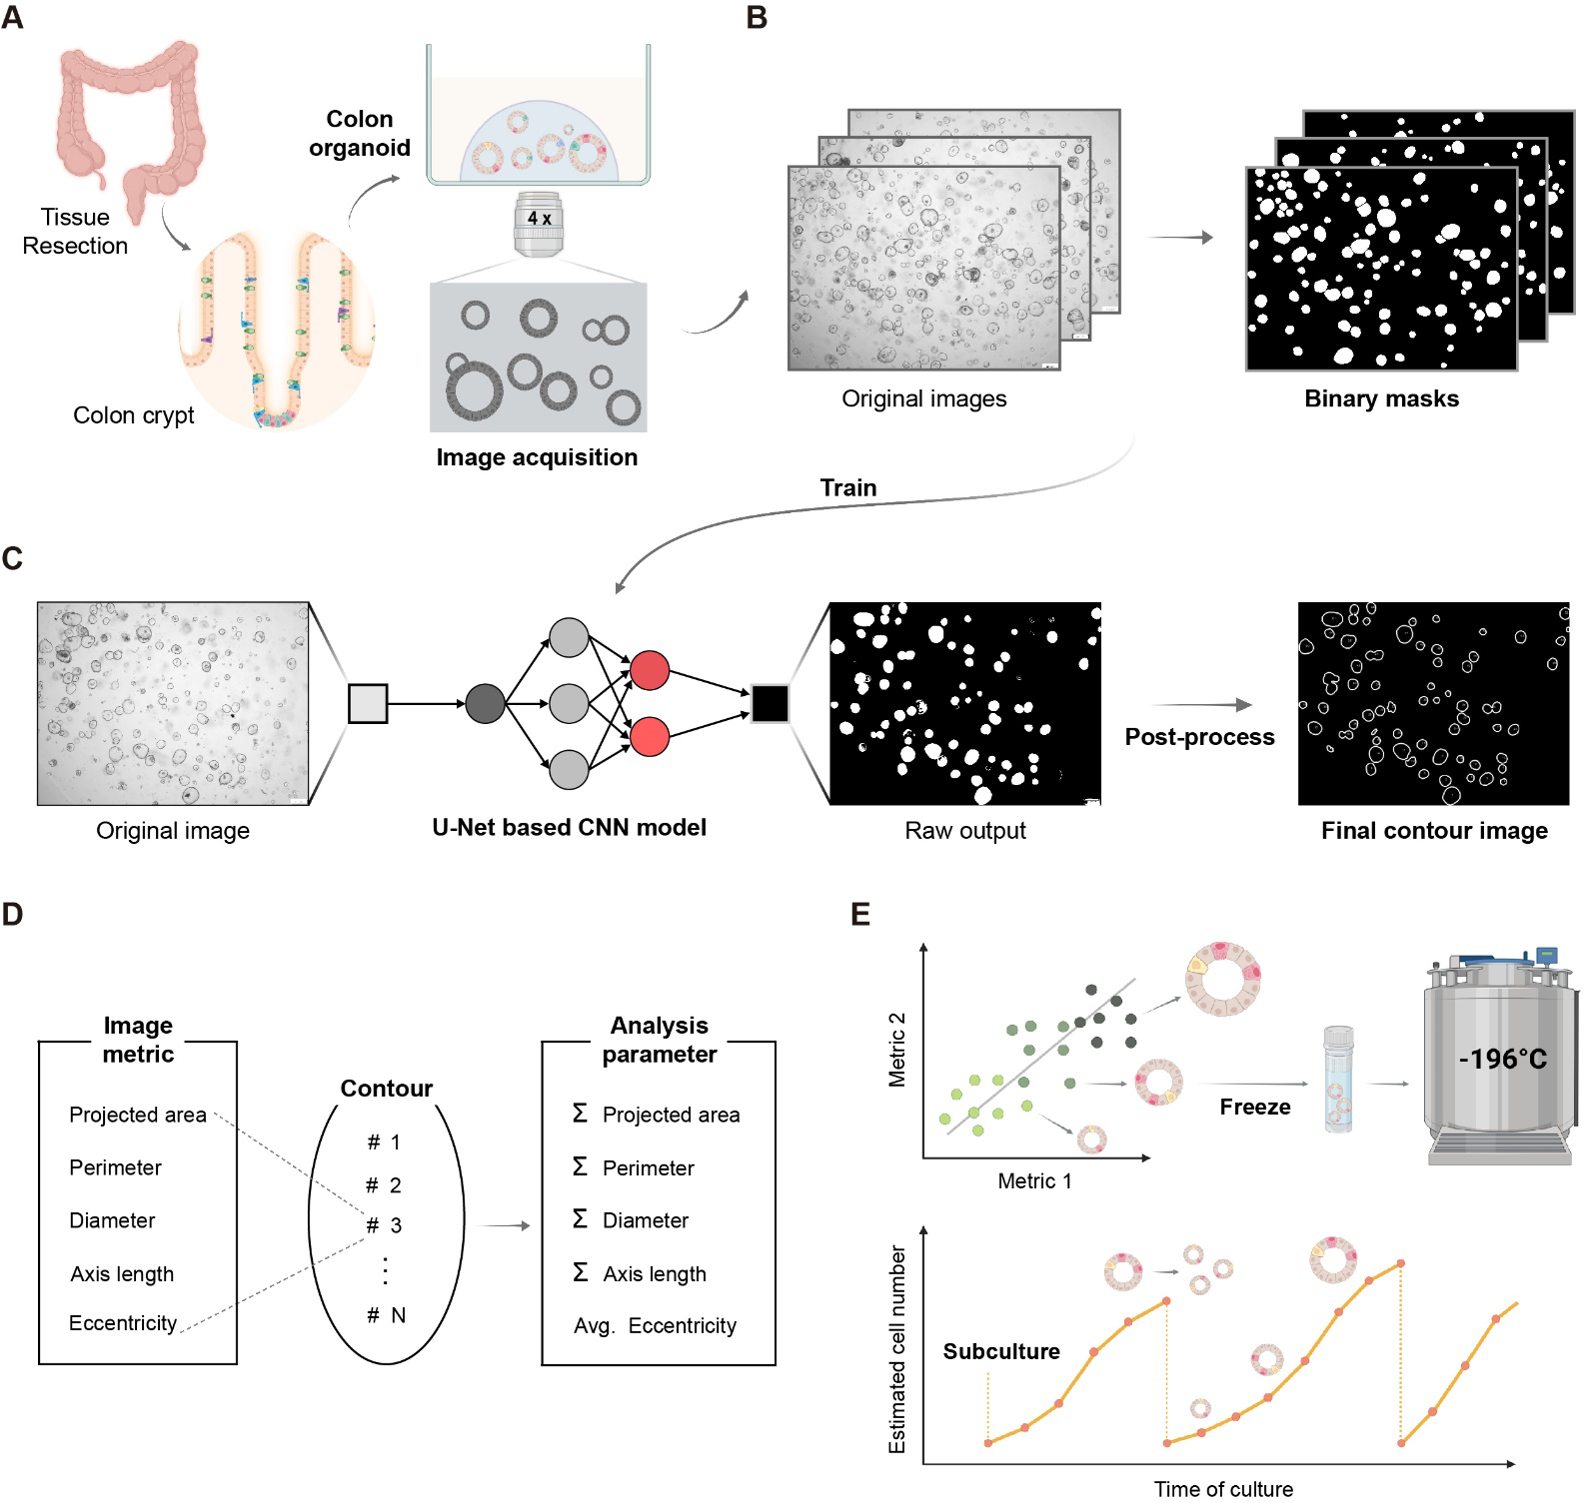 A
Tissue
Resection
Colon crypt
Colon
organoid
4 x
Image acquisition
B
Original images
Binary masks
Train
C
Original image
U-Net based CNN model
Raw output
Post-process
Final contour image
D
Image
metric
Projected area
Perimeter
Diameter
Axis length
Eccentricity
Contour
# 1
# 2
# 3
⋮
# N
Analysis
parameter
Σ Projected area
Σ Perimeter
Σ Diameter
Σ Axis length
Avg. Eccentricity
E
Metric 2
Metric 1
Freeze
-196°C
Estimated cell number
Subculture
Time of culture